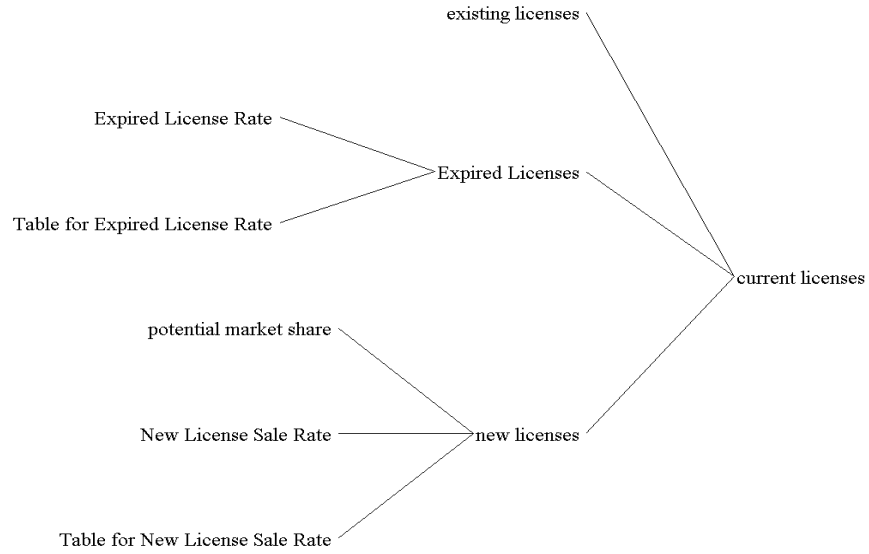 existing licenses
Expired License Rate
Expired Licenses
Table for Expired License Rate
current licenses
potential market share
New License Sale Rate
new licenses
Table for New License Sale Rate